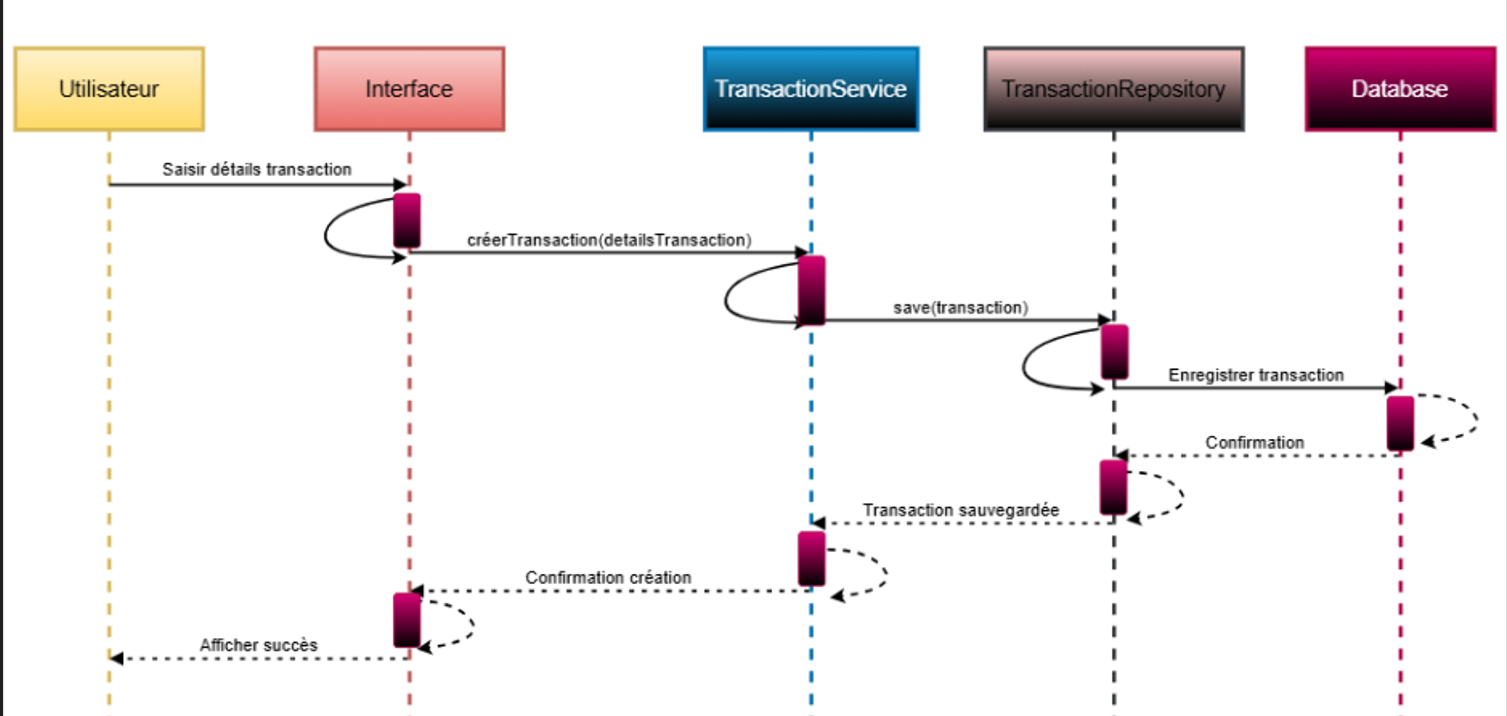 Utilisateur
Interface
TransactionService
TransactionRepository
Database
Saisir détails transaction
créerTransaction(detailsTransaction)
save(transaction)
Enregistrer transaction
Confirmation
Transaction sauvegardée
Confirmation création
Afficher succès